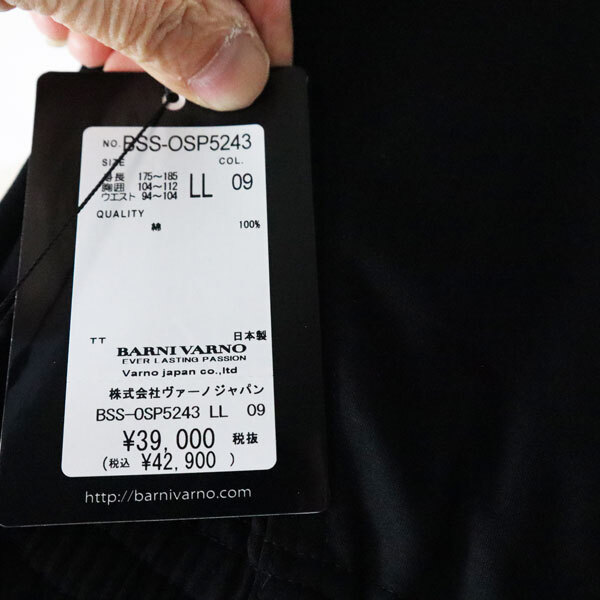 NO. BSS-OSP5243
SIZE COL.
身長 175〜185
胸囲 104〜112 LL 09
ウエスト 94〜104
QUALITY
綿 100%
TT 日本製
BARNI VARNO
EVER LASTING PASSION
Varno japan co.,ltd
株式会社ヴァーノジャパン
BSS-OSP5243 LL 09
¥39,000 税抜
(税込 ¥42,900 )
http://barnivarno.com